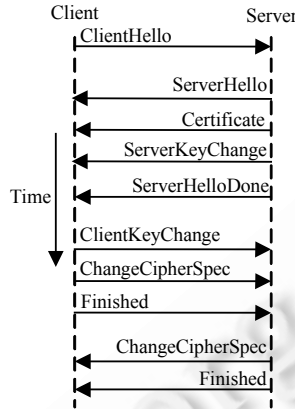 Client
Server
ClientHello
ServerHello
Certificate
ServerKeyChange
ServerHelloDone
Time
ClientKeyChange
ChangeCipherSpec
Finished
ChangeCipherSpec
Finished